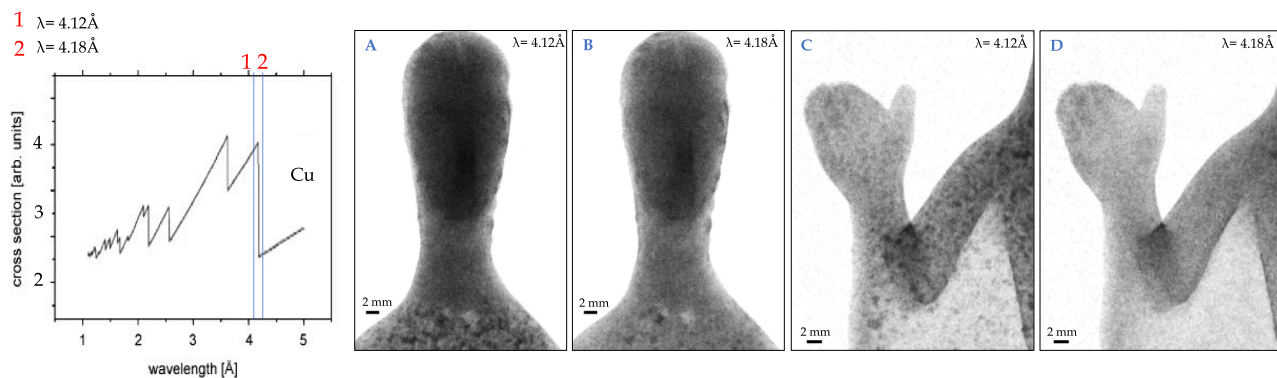 1 λ= 4.12Å
2 λ= 4.18Å
1 2
cross section [arb. units]
4
3
2
Cu
1 2 3 4 5
wavelength [Å]
A
λ= 4.12Å
2 mm
B
λ= 4.18Å
2 mm
C
λ= 4.12Å
2 mm
D
λ= 4.18Å
2 mm